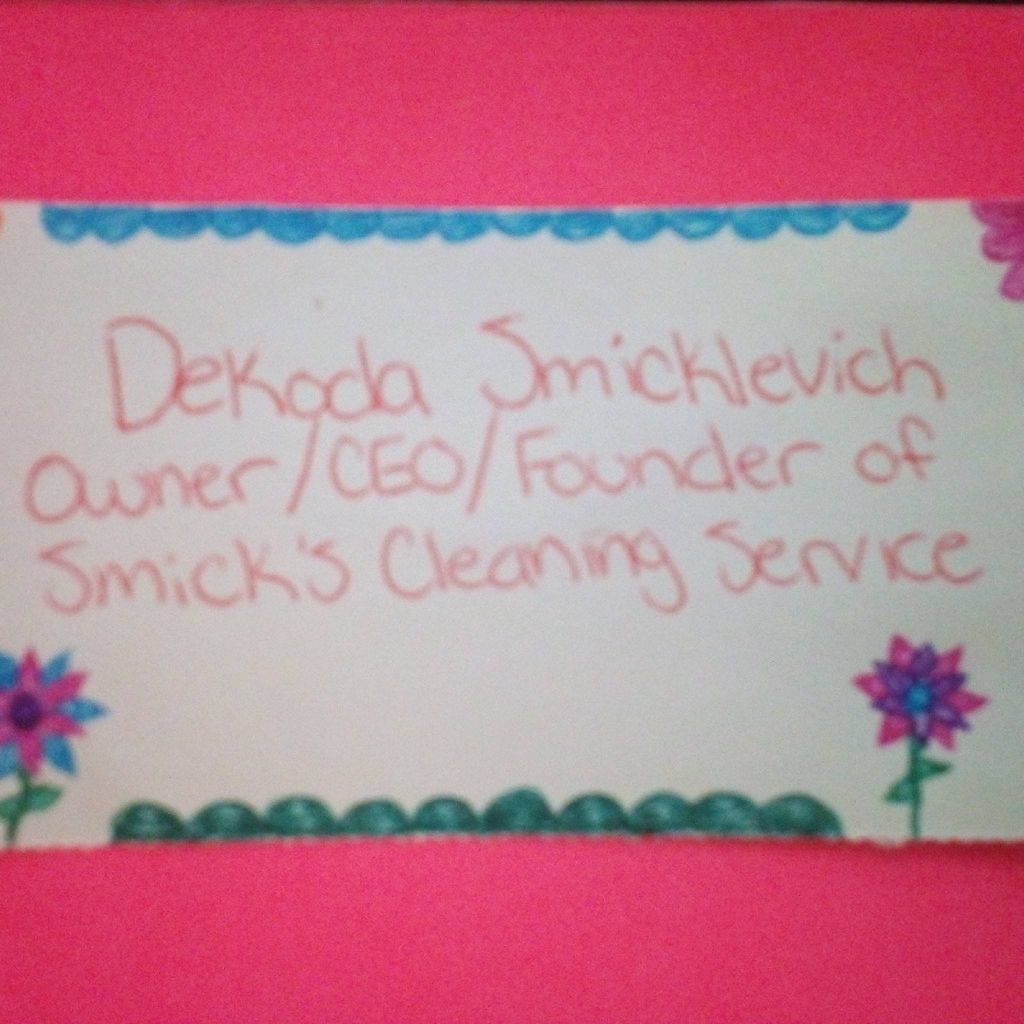 DeKoda Smicklevich
Owner/CEO/Founder of
Smick's Cleaning Service